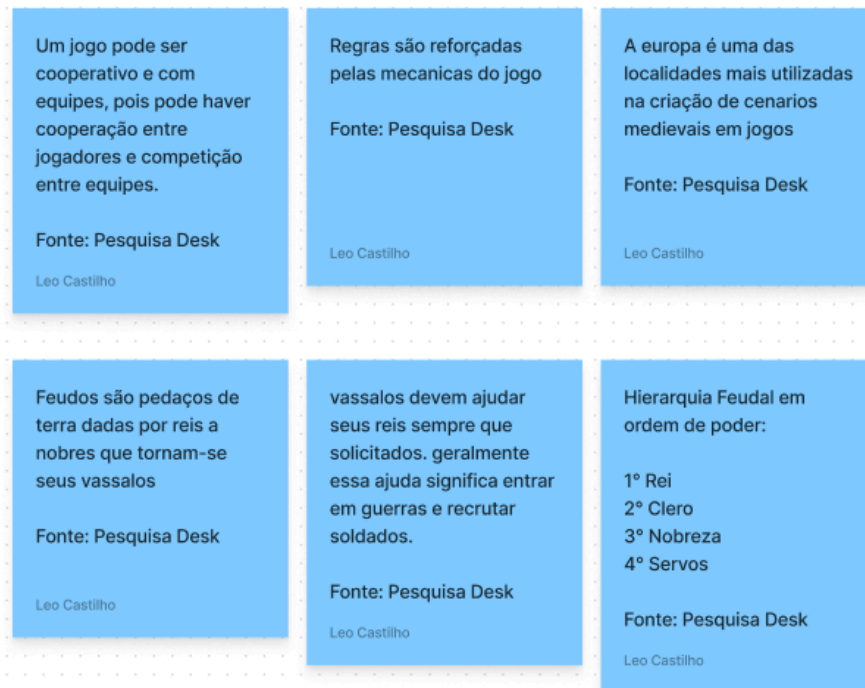 Um jogo pode ser
cooperativo e com
equipes, pois pode haver
cooperação entre
jogadores e competição
entre equipes.
Fonte: Pesquisa Desk
Leo Castilho
Regras são reforçadas
pelas mecanicas do jogo
Fonte: Pesquisa Desk
Leo Castilho
A europa é uma das
localidades mais utilizadas
na criação de cenarios
medievais em jogos
Fonte: Pesquisa Desk
Leo Castilho
Feudos são pedaços de
terra dadas por reis a
nobres que tornam-se
seus vassalos
Fonte: Pesquisa Desk
Leo Castilho
vassalos devem ajudar
seus reis sempre que
solicitados. geralmente
essa ajuda significa entrar
em guerras e recrutar
soldados.
Fonte: Pesquisa Desk
Leo Castilho
Hierarquia Feudal em
ordem de poder:
1° Rei
2° Clero
3° Nobreza
4° Servos
Fonte: Pesquisa Desk
Leo Castilho